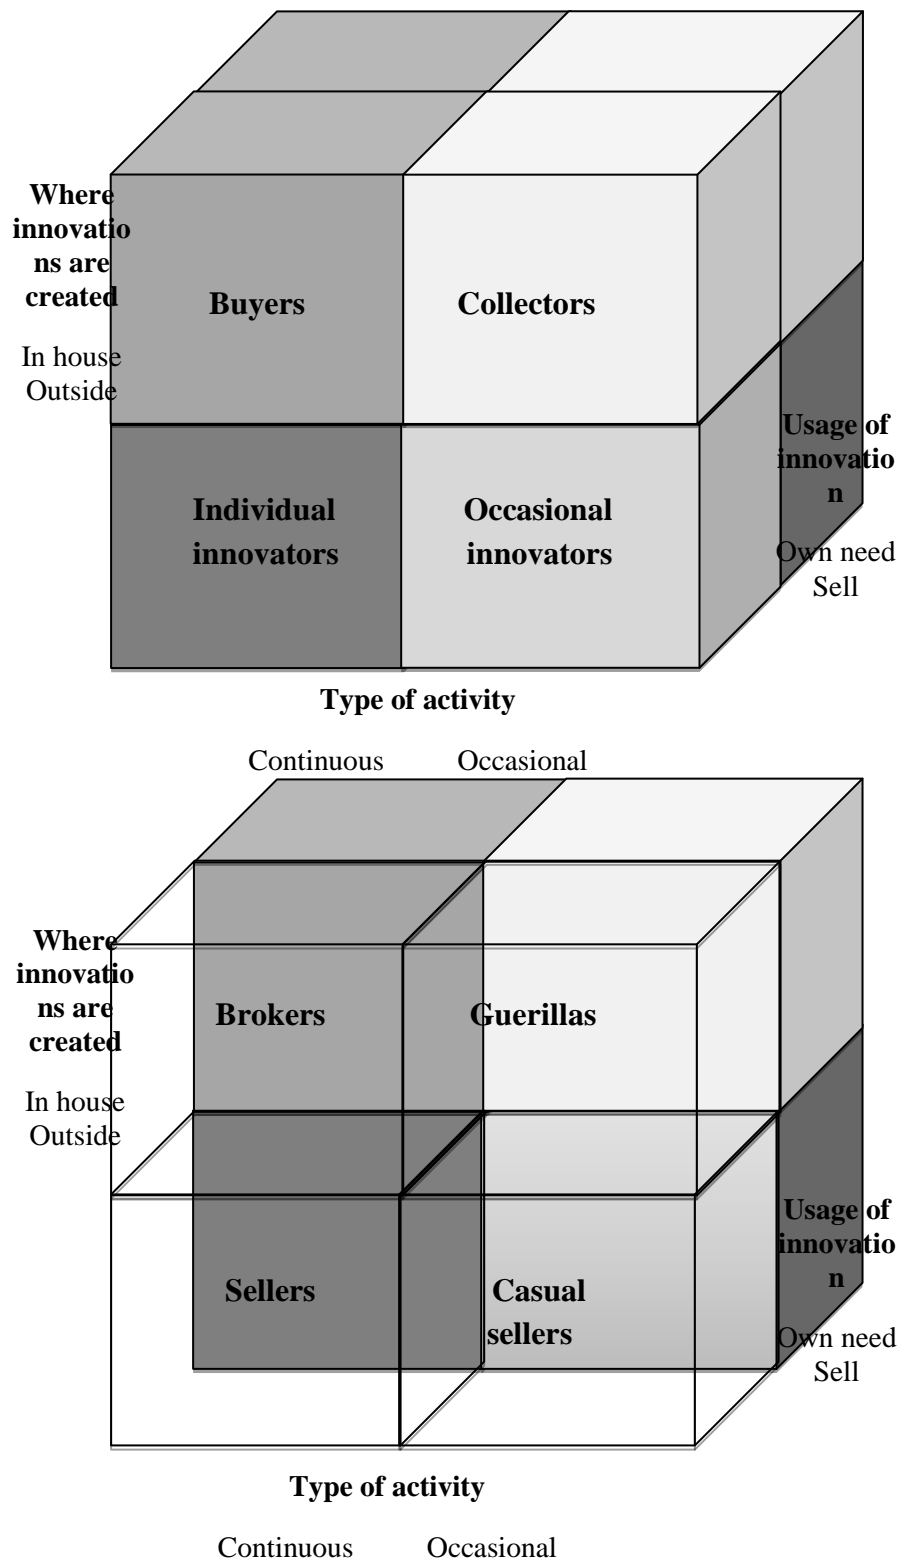 Where
innovatio
ns are
created
In house
Outside
Buyers
Collectors
Individual
innovators
Occasional
innovators
Usage of
innovatio
n
Own need
Sell
Type of activity
Continuous Occasional
Where
innovatio
ns are
created
In house
Outside
Brokers
Guerillas
Sellers
Casual
sellers
Usage of
innovatio
n
Own need
Sell
Type of activity
Continuous Occasional